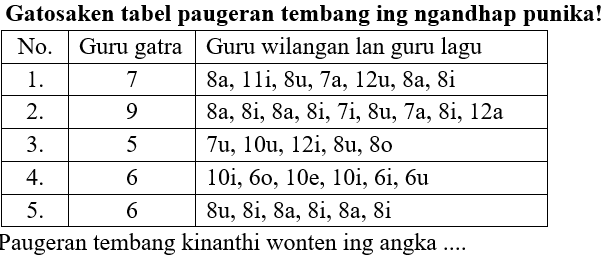 Gatosaken tabel paugeran tembang ing ngandhap punika!
No. Guru gatra Guru wilangan lan guru lagu
1. 7 8a, 11i, 8u, 7a, 12u, 8a, 8i
2. 9 8a, 8i, 8a, 8i, 7i, 8u, 7a, 8i, 12a
3. 5 7u, 10u, 12i, 8u, 8o
4. 6 10i, 6o, 10e, 10i, 6i, 6u
5. 6 8u, 8i, 8a, 8i, 8a, 8i
Paugeran tembang kinanthi wonten ing angka ....